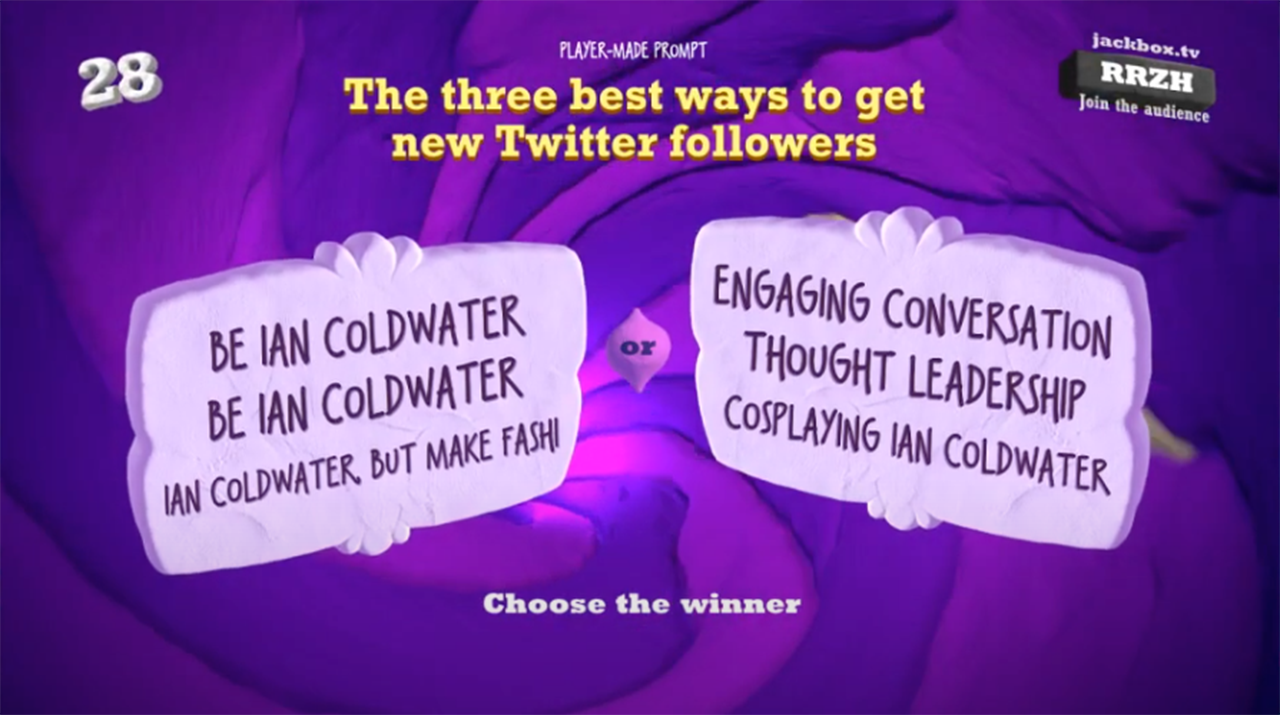 28
PLAYER-MADE PROMPT
The three best ways to get
new Twitter followers
jackbox.tv
RRZH
Join the audience
BE IAN COLDWATER
BE IAN COLDWATER
IAN COLDWATER, BUT MAKE FASHI
or
ENGAGING CONVERSATION
THOUGHT LEADERSHIP
COSPLAYING IAN COLDWATER
Choose the winner